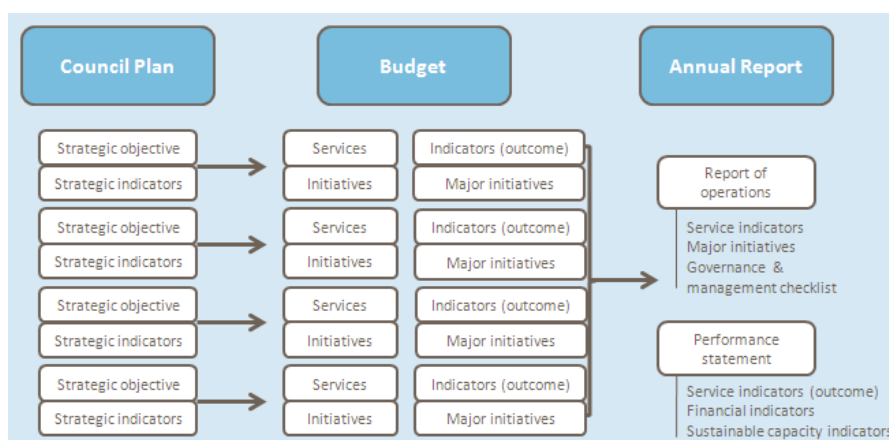 Council Plan
Budget
Annual Report
Strategic objective
Strategic indicators
Services
Initiatives
Indicators (outcome)
Major initiatives
Strategic objective
Strategic indicators
Services
Initiatives
Indicators (outcome)
Major initiatives
Strategic objective
Strategic indicators
Services
Initiatives
Indicators (outcome)
Major initiatives
Strategic objective
Strategic indicators
Services
Initiatives
Indicators (outcome)
Major initiatives
Report of
operations
Service indicators
Major initiatives
Governance &
management checklist
Performance
statement
Service indicators (outcome)
Financial indicators
Sustainable capacity indicators